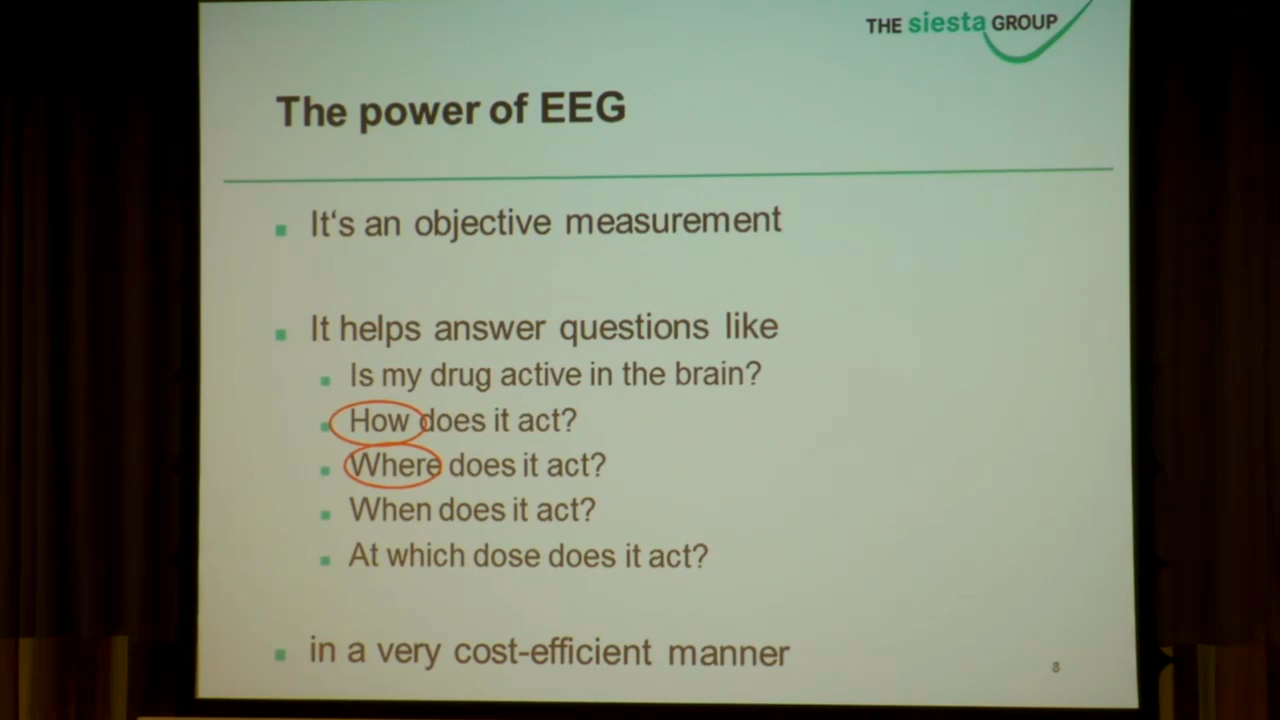 THE siesta GROUP
The power of EEG
It‘s an objective measurement
It helps answer questions like
Is my drug active in the brain?
How does it act?
Where does it act?
When does it act?
At which dose does it act?
in a very cost-efficient manner
8